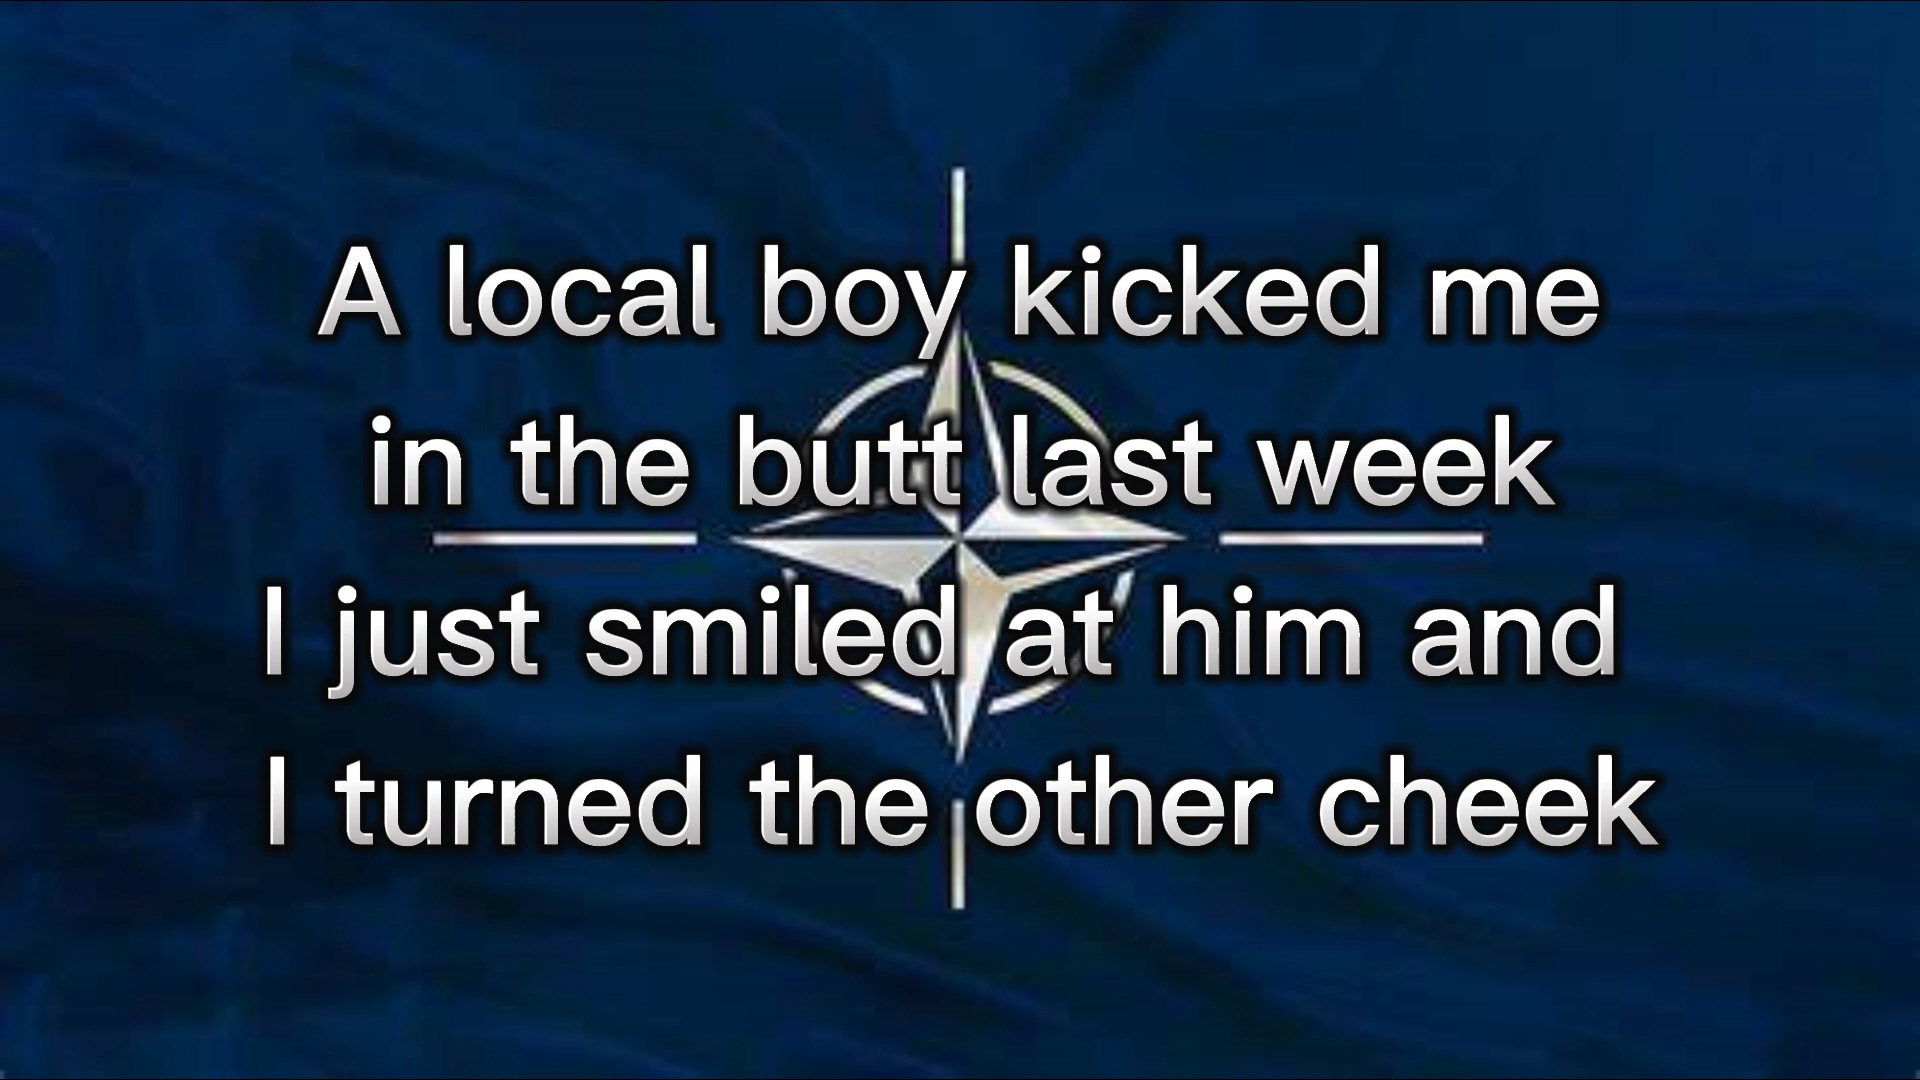 A local boy kicked me
in the butt last week
I just smiled at him and
I turned the other cheek